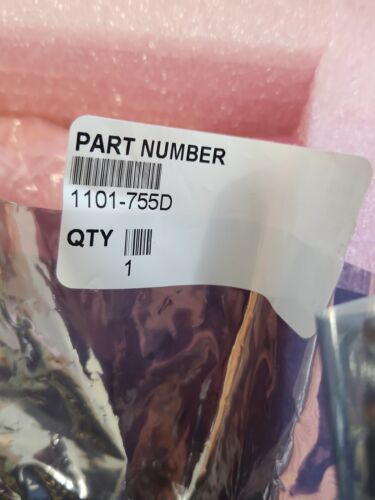 PART NUMBER
1101-755D
QTY
1